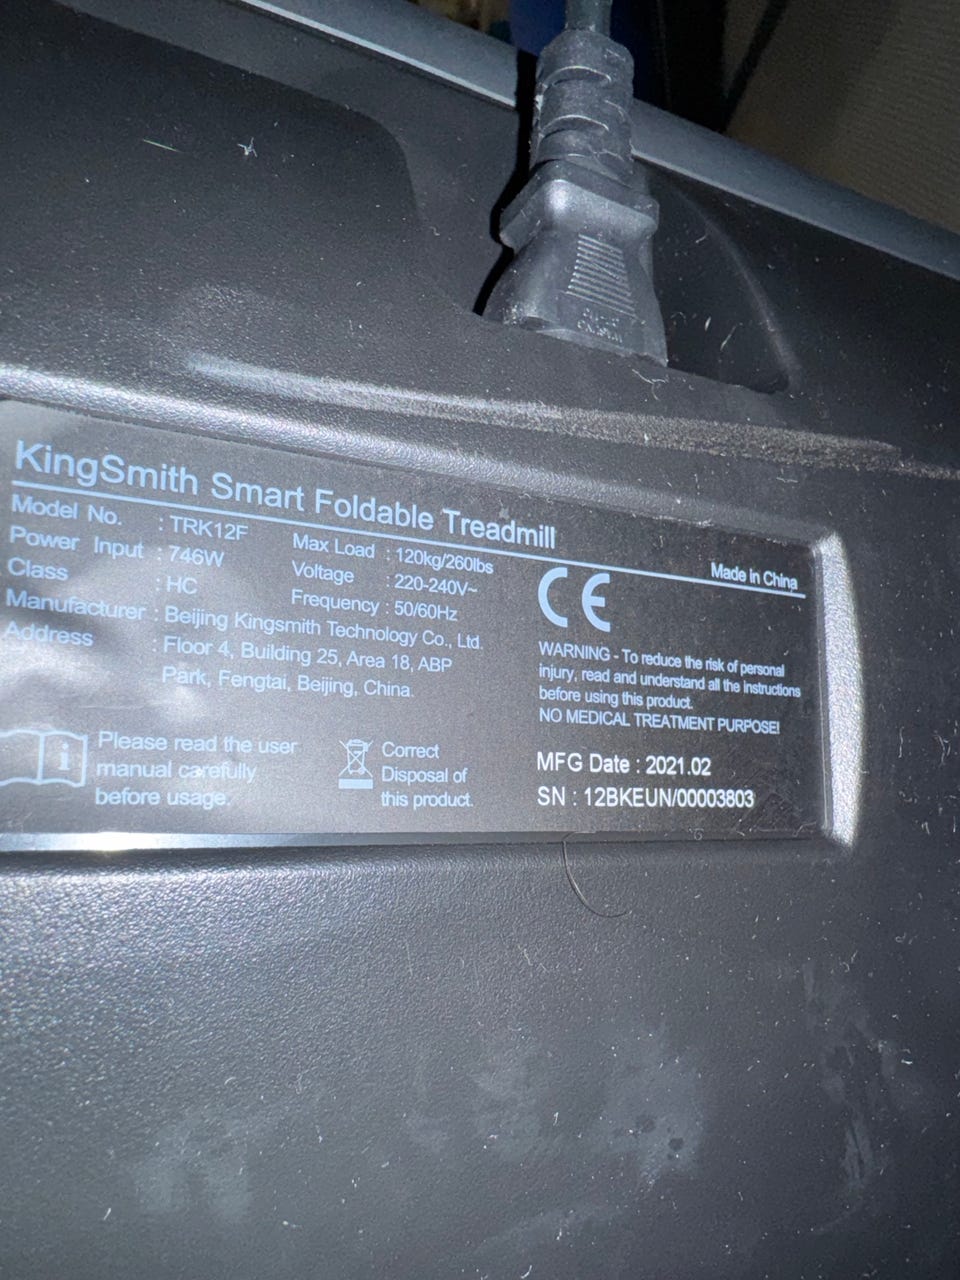 KingSmith Smart Foldable Treadmill
Made in China
Model No. : TRK12F
Power Input : 746W
Class : HC
Max Load : 120kg/260lbs
Voltage : 220-240V~
Frequency : 50/60Hz
Manufacturer : Beijing Kingsmith Technology Co., Ltd.
Address : Floor 4, Building 25, Area 18, ABP
Park, Fengtai, Beijing, China.
CE
WARNING - To reduce the risk of personal
injury, read and understand all the instructions
before using this product.
NO MEDICAL TREATMENT PURPOSE!
Please read the user
manual carefully
before usage.
Correct
Disposal of
this product.
MFG Date : 2021.02
SN : 12BKEUN/00003803